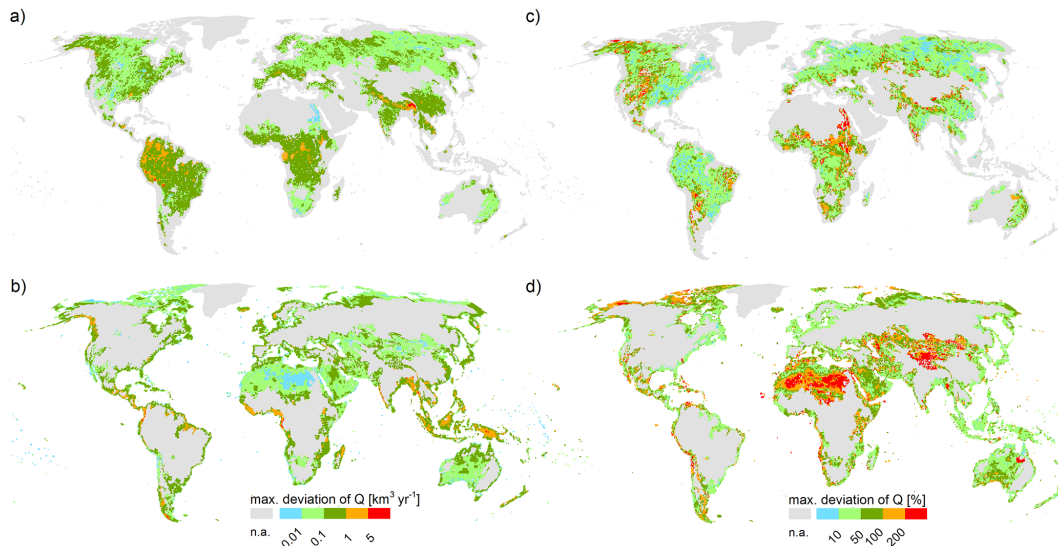 a)
c)
b)
d)
max. deviation of Q [km³ yr⁻¹]
n.a. 0.01 0.1 1 5
max. deviation of Q [%]
n.a. 10 50 100 200